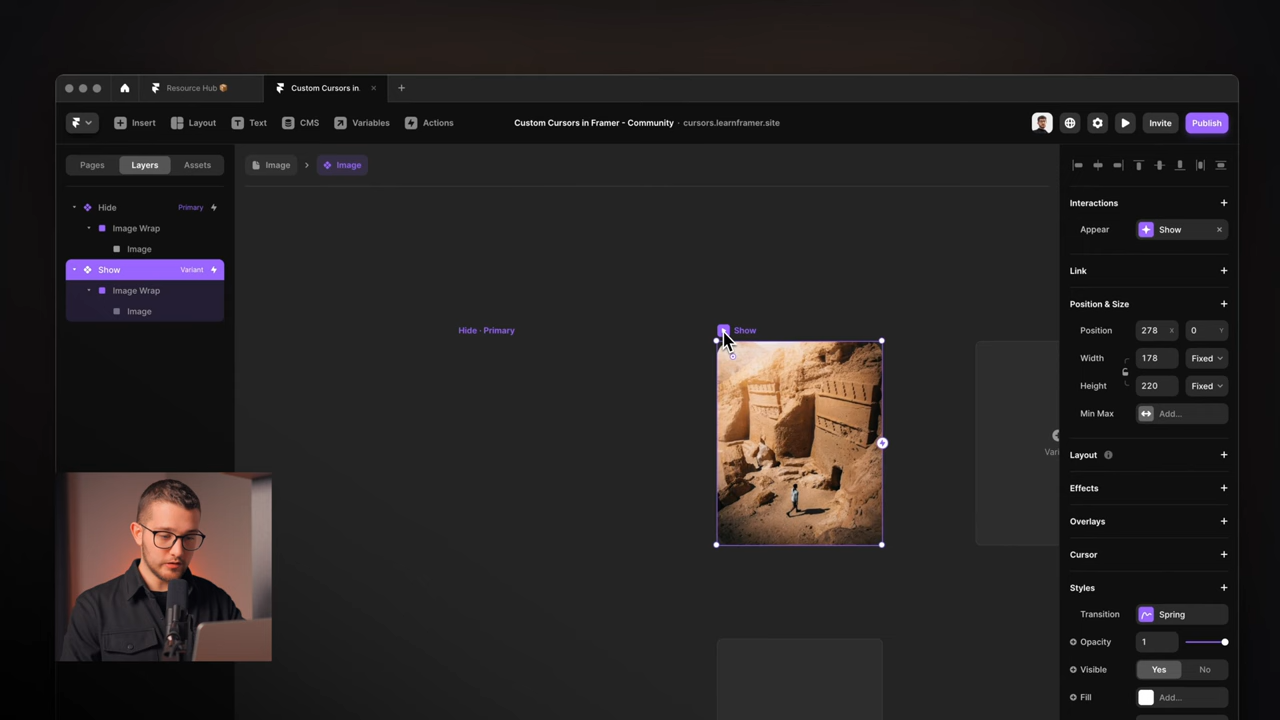 Resource Hub 📦
Custom Cursors in
Insert
Layout
Text
CMS
Variables
Actions
Custom Cursors in Framer - Community · cursors.learnframer.site
Invite
Publish
Pages
Layers
Assets
Image
Image
Hide
Primary
Image Wrap
Image
Show
Variant
Image Wrap
Image
Hide · Primary
Show
Interactions
Appear
Show
Link
Position & Size
Position
278 X
0 Y
Width
178
Fixed
Height
220
Fixed
Min Max
Add...
Layout
Effects
Overlays
Cursor
Styles
Transition
Spring
Opacity
1
Visible
Yes
No
Fill
Add...